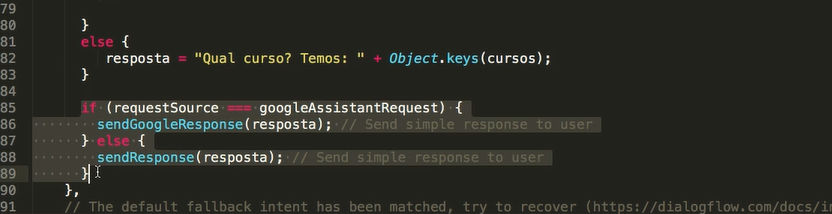 79
80 }
81 else {
82 resposta = "Qual curso? Temos: " + Object.keys(cursos);
83 }
84
85 if (requestSource === googleAssistantRequest) {
86 sendGoogleResponse(resposta); // Send simple response to user
87 } else {
88 sendResponse(resposta); // Send simple response to user
89 }
90 },
91 // The default fallback intent has been matched, try to recover (https://dialogflow.com/docs/in